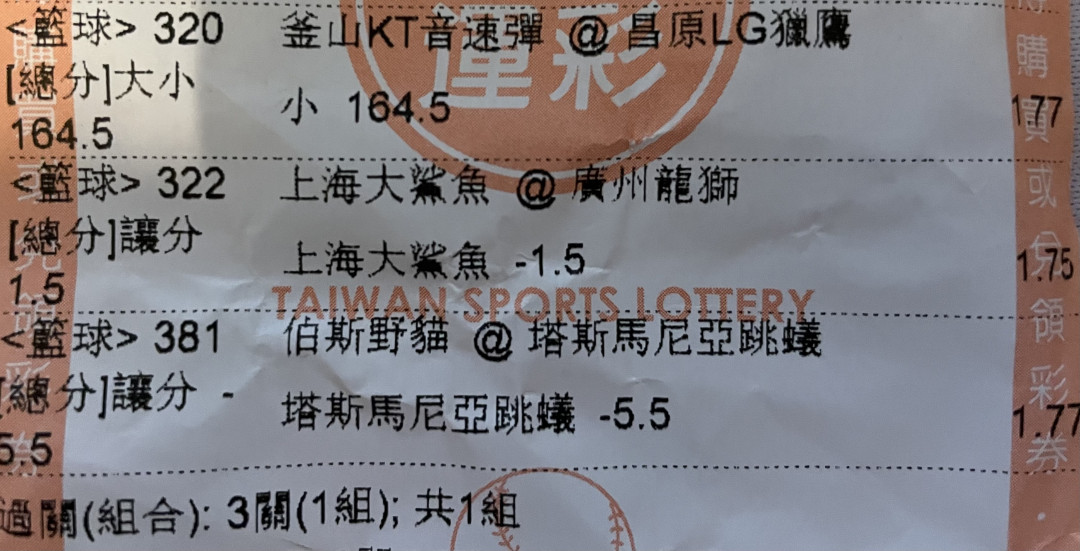 <籃球> 320 釜山KT音速彈 @ 昌原LG獵鷹
[總分]大小
164.5
小 164.5 1.77
<籃球> 322 上海大鯊魚 @ 廣州龍獅
[總分]讓分
1.5
上海大鯊魚 -1.5 1.75
TAIWAN SPORTS LOTTERY
<籃球> 381 伯斯野貓 @ 塔斯馬尼亞跳蟻
[總分]讓分 -
5.5
塔斯馬尼亞跳蟻 -5.5 1.77
過關(組合): 3關(1組); 共1組
運彩
購買或兌領彩券